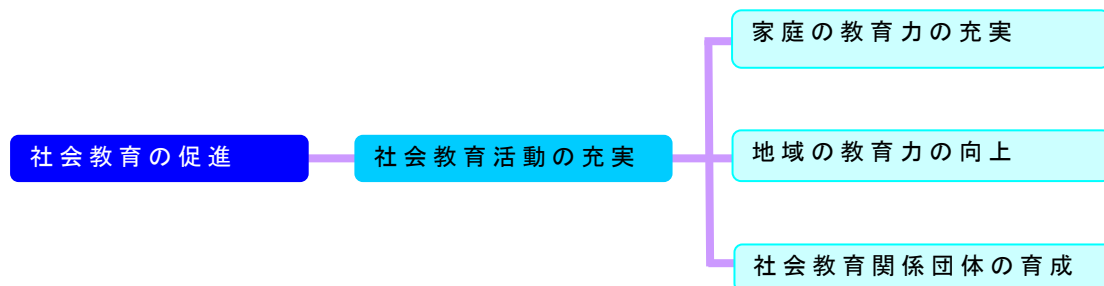 社会教育の促進
社会教育活動の充実
家庭の教育力の充実
地域の教育力の向上
社会教育関係団体の育成